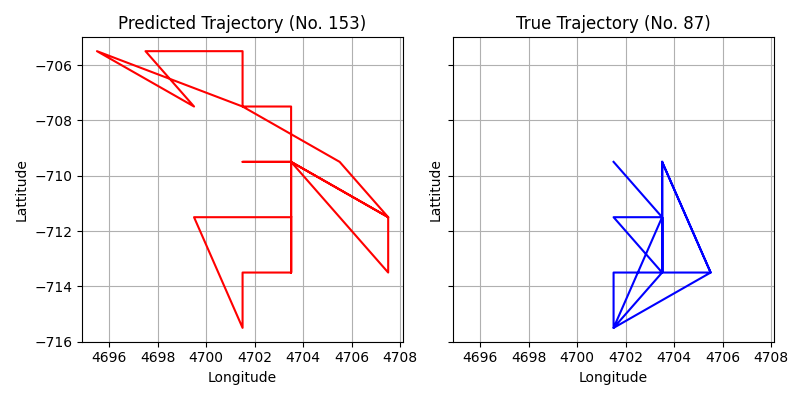 Predicted Trajectory (No. 153)
True Trajectory (No. 87)
Lattitude
−706
−708
−710
−712
−714
−716
4696 4698 4700 4702 4704 4706 4708
Longitude
Lattitude
4696 4698 4700 4702 4704 4706 4708
Longitude